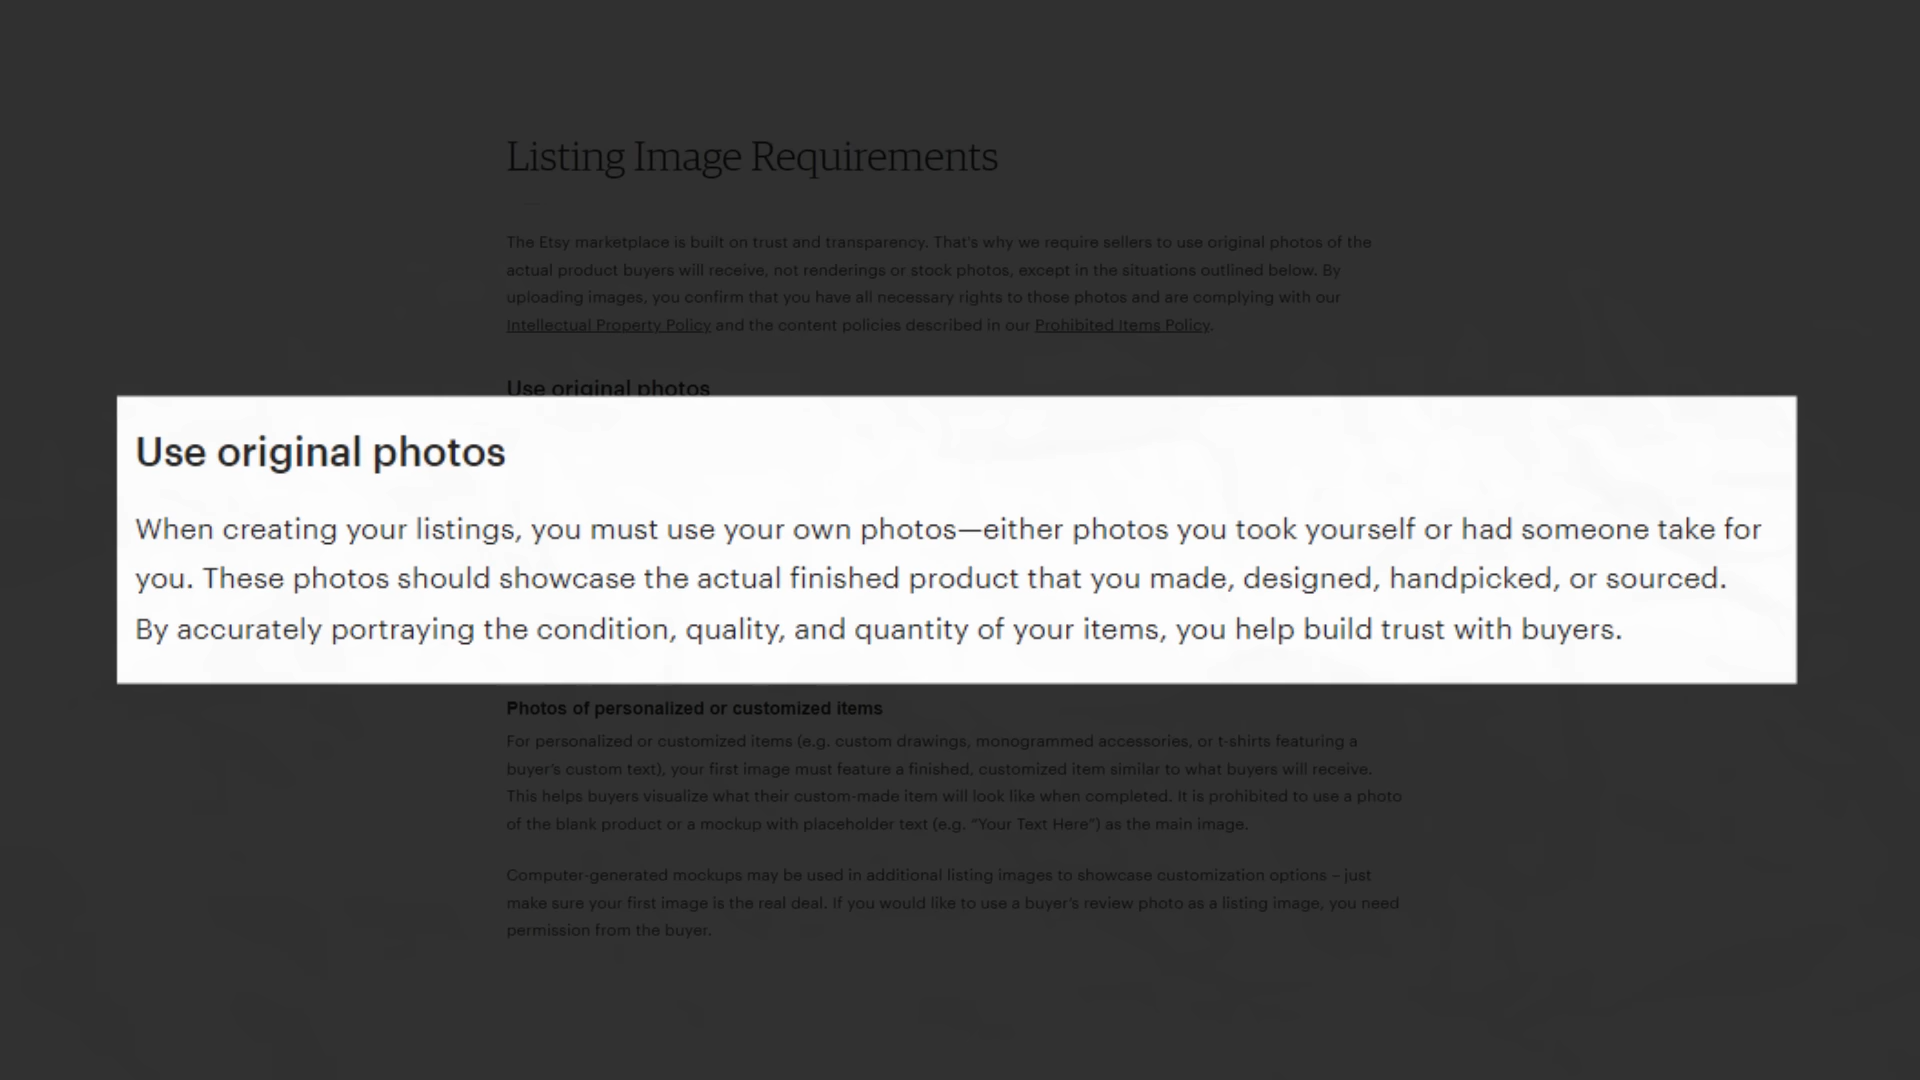 Listing Image Requirements
The Etsy marketplace is built on trust and transparency. That's why we require sellers to use original photos of the
actual product buyers will receive, not renderings or stock photos, except in the situations outlined below. By
uploading images, you confirm that you have all necessary rights to those photos and are complying with our
Intellectual Property Policy and the content policies described in our Prohibited Items Policy.
Use original photos
Use original photos
When creating your listings, you must use your own photos—either photos you took yourself or had someone take for
you. These photos should showcase the actual finished product that you made, designed, handpicked, or sourced.
By accurately portraying the condition, quality, and quantity of your items, you help build trust with buyers.
Photos of personalized or customized items
For personalized or customized items (e.g. custom drawings, monogrammed accessories, or t-shirts featuring a
buyer's custom text), your first image must feature a finished, customized item similar to what buyers will receive.
This helps buyers visualize what their custom-made item will look like when completed. It is prohibited to use a photo
of the blank product or a mockup with placeholder text (e.g. “Your Text Here”) as the main image.
Computer-generated mockups may be used in additional listing images to showcase customization options – just
make sure your first image is the real deal. If you would like to use a buyer's review photo as a listing image, you need
permission from the buyer.